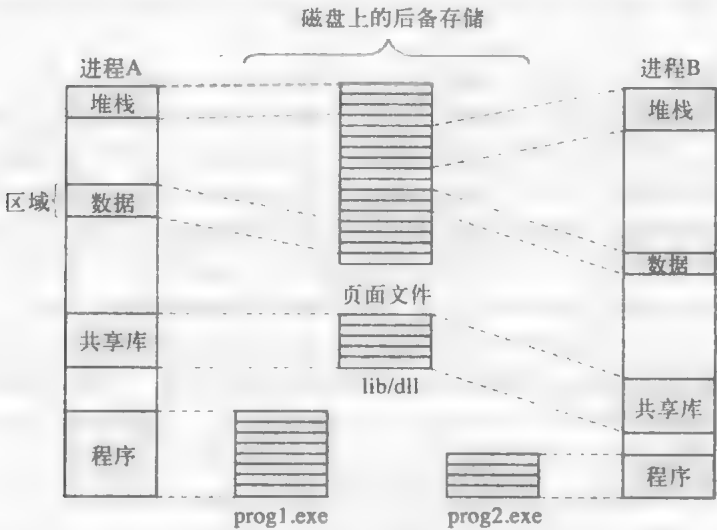 磁盘上的后备存储
进程A
进程B
堆栈
堆栈
区域
数据
数据
页面文件
共享库
lib/dll
共享库
程序
程序
prog1.exe
prog2.exe